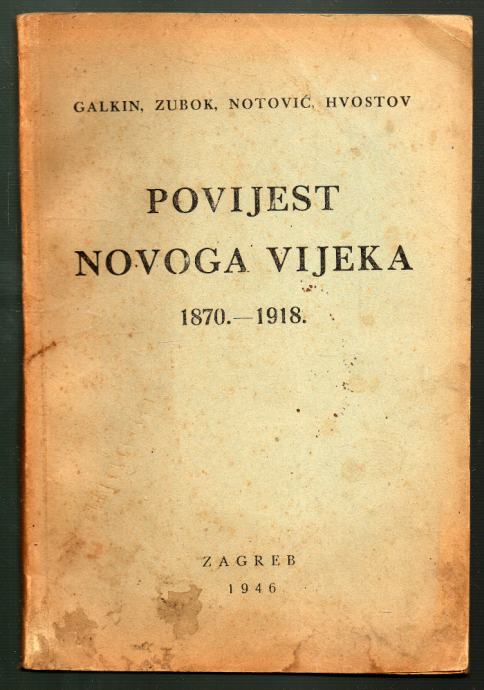 GALKIN, ZUBOK, NOTOVIĆ, HVOSTOV
POVIJEST
NOVOGA VIJEKA
1870.—1918.
ZAGREB
1946